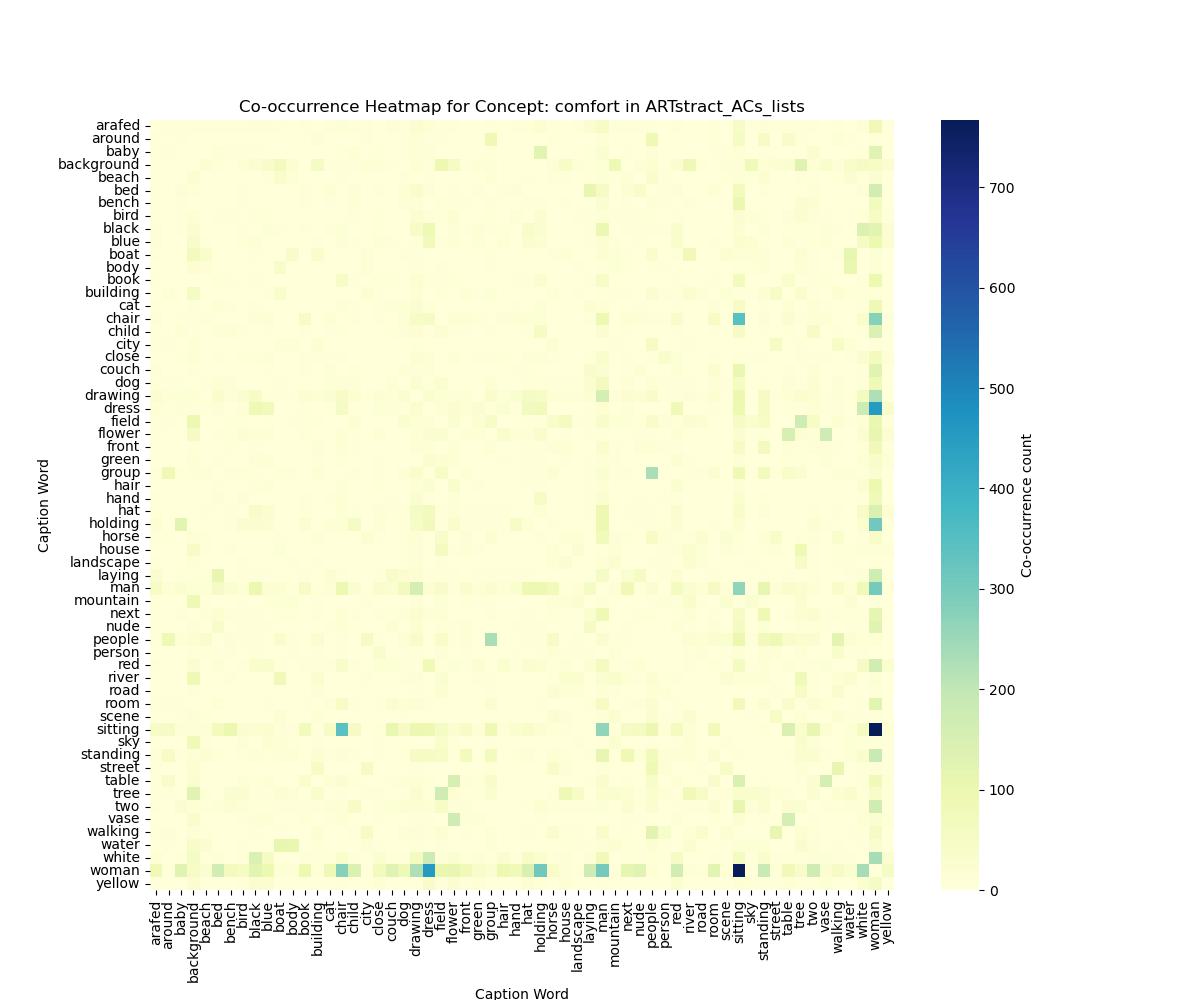 Co-occurrence Heatmap for Concept: comfort in ARTstract_ACs_lists
arafed
around
baby
background
beach
bed
bench
bird
black
blue
boat
body
book
building
cat
chair
child
city
close
couch
dog
drawing
dress
field
flower
front
green
group
hair
hand
hat
holding
horse
house
landscape
laying
man
mountain
next
nude
people
person
red
river
road
room
scene
sitting
sky
standing
street
table
tree
two
vase
walking
water
white
woman
yellow
Caption Word
arafed
around
baby
background
beach
bed
bench
bird
black
blue
boat
body
book
building
cat
chair
child
city
close
couch
dog
drawing
dress
field
flower
front
green
group
hair
hand
hat
holding
horse
house
landscape
laying
man
mountain
next
nude
people
person
red
river
road
room
scene
sitting
sky
standing
street
table
tree
two
vase
walking
water
white
woman
yellow
Caption Word
700
600
500
400
300
200
100
0
Co-occurrence count